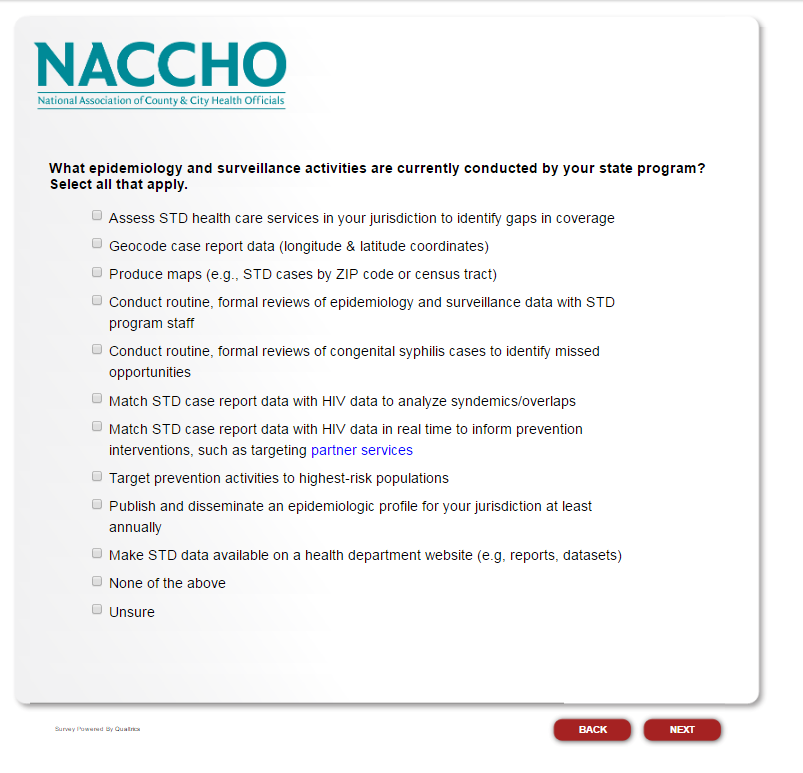 NACCHO
National Association of County & City Health Officials
What epidemiology and surveillance activities are currently conducted by your state program?
Select all that apply.
Assess STD health care services in your jurisdiction to identify gaps in coverage
Geocode case report data (longitude & latitude coordinates)
Produce maps (e.g., STD cases by ZIP code or census tract)
Conduct routine, formal reviews of epidemiology and surveillance data with STD
program staff
Conduct routine, formal reviews of congenital syphilis cases to identify missed
opportunities
Match STD case report data with HIV data to analyze syndemics/overlaps
Match STD case report data with HIV data in real time to inform prevention
interventions, such as targeting partner services
Target prevention activities to highest-risk populations
Publish and disseminate an epidemiologic profile for your jurisdiction at least
annually
Make STD data available on a health department website (e.g, reports, datasets)
None of the above
Unsure
Survey Powered By Qualtrics
BACK
NEXT